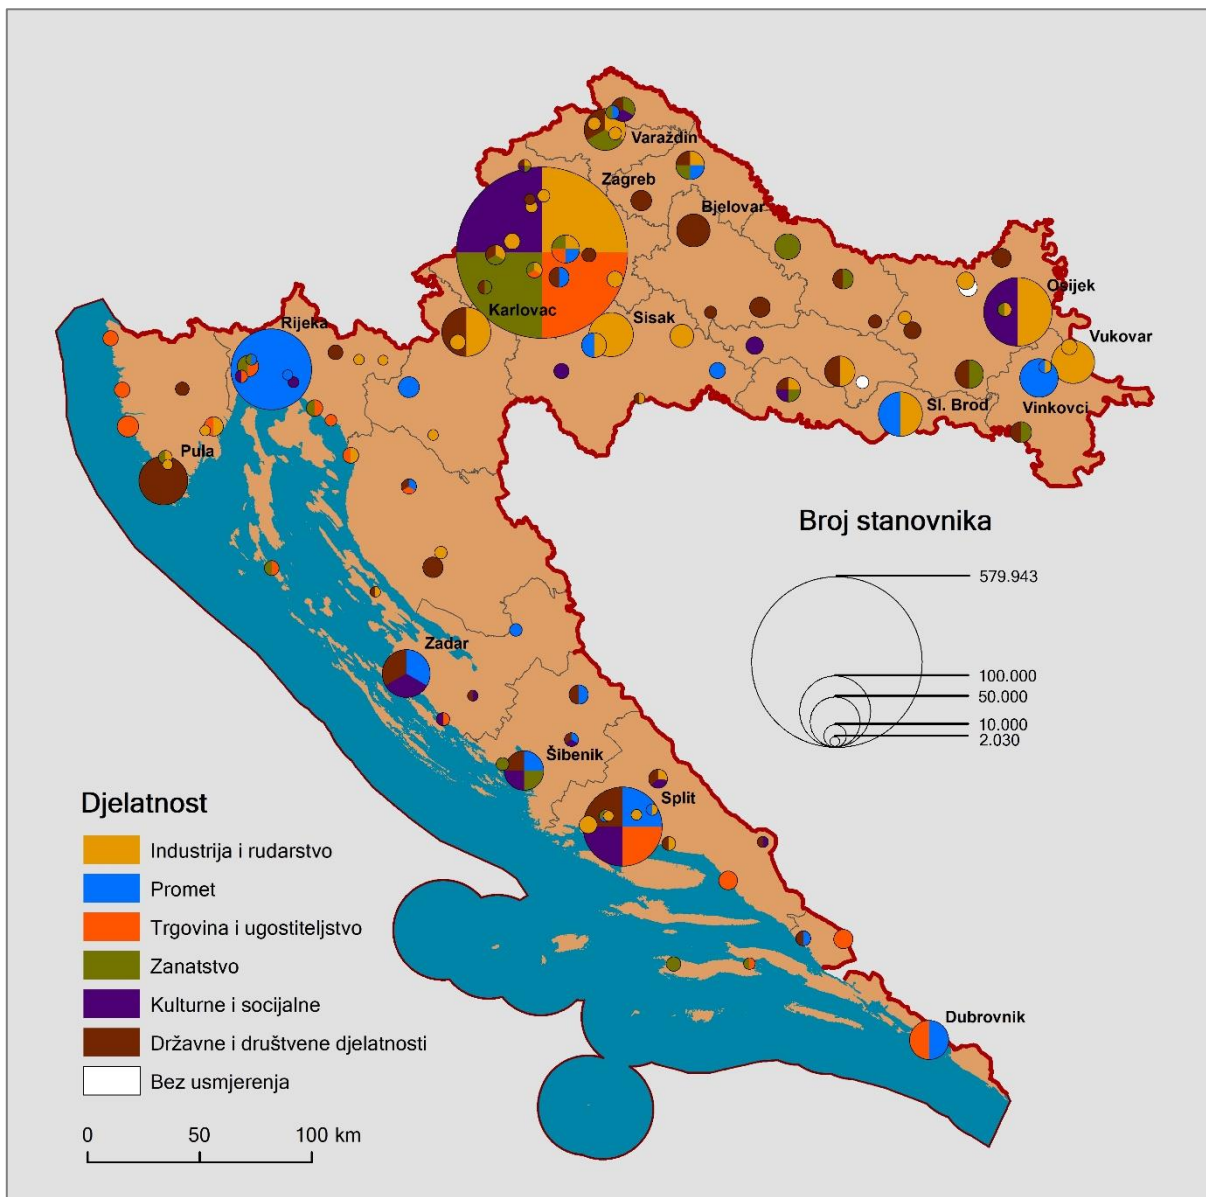 Varaždin
Zagreb
Bjelovar
Osijek
Karlovac
Sisak
Rijeka
Vukovar
Sl. Brod
Vinkovci
Pula
Broj stanovnika
579.943
100.000
50.000
10.000
2.030
Zadar
Šibenik
Split
Djelatnost
Industrija i rudarstvo
Promet
Trgovina i ugostiteljstvo
Zanatstvo
Kulturne i socijalne
Državne i društvene djelatnosti
Bez usmjerenja
Dubrovnik
0 50 100 km